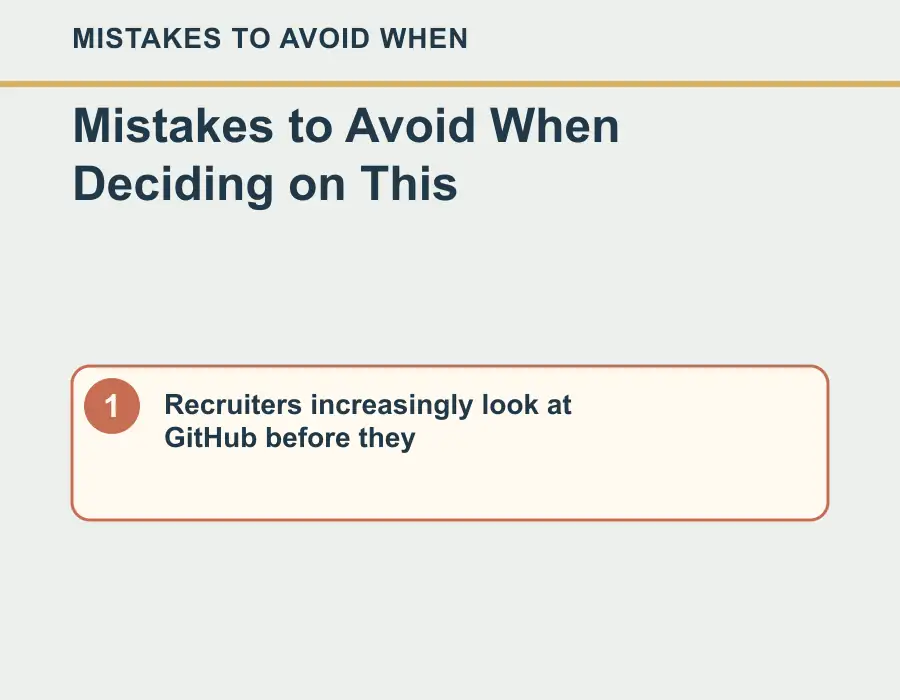 MISTAKES TO AVOID WHEN
Mistakes to Avoid When
Deciding on This
1
Recruiters increasingly look at
GitHub before they